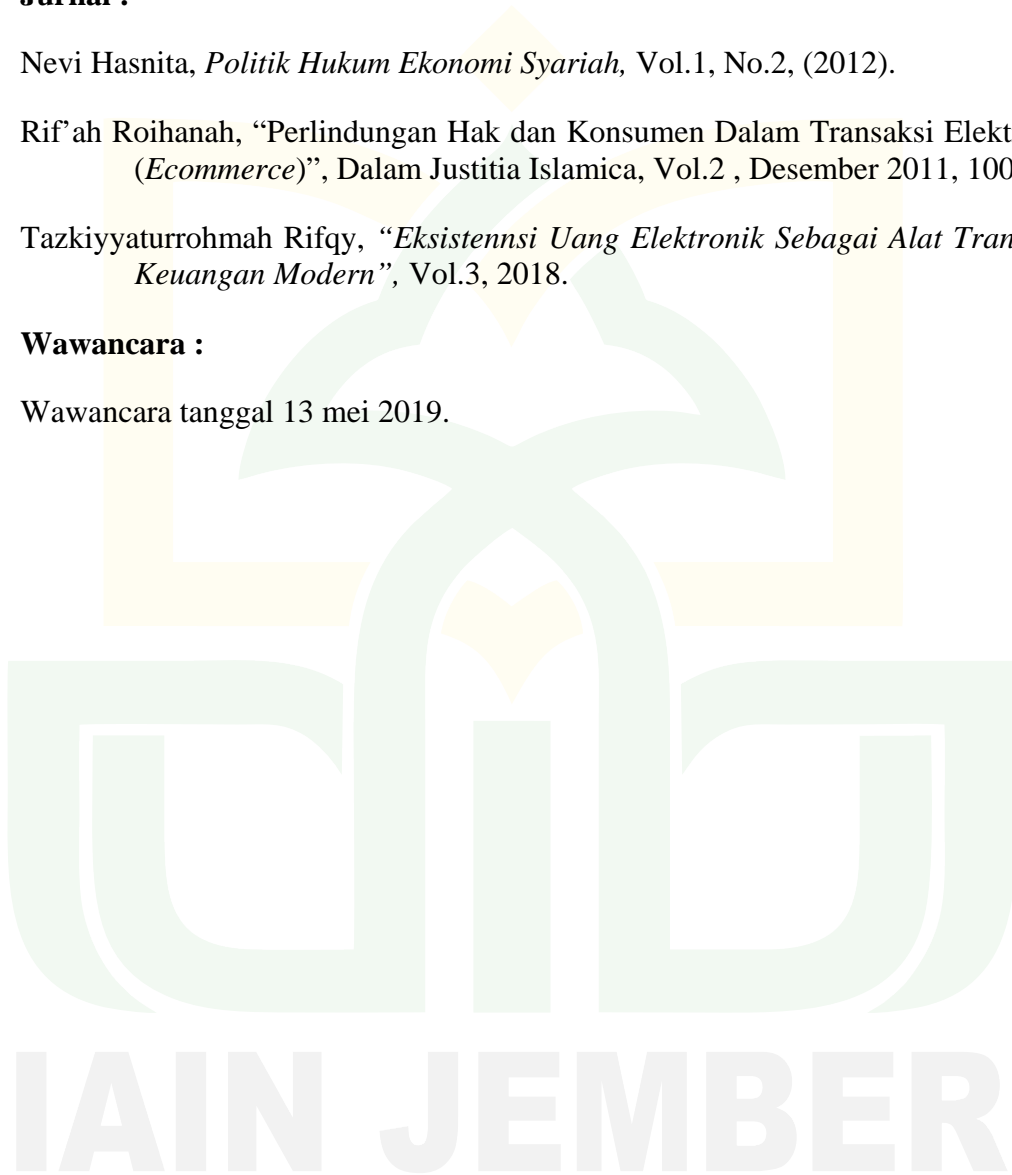 Jurnal :
Nevi Hasnita, Politik Hukum Ekonomi Syariah, Vol.1, No.2, (2012).
Rif’ah Roihanah, “Perlindungan Hak dan Konsumen Dalam Transaksi Elekt
(Ecommerce)”, Dalam Justitia Islamica, Vol.2 , Desember 2011, 100
Tazkiyyaturrohmah Rifqy, “Eksistennsi Uang Elektronik Sebagai Alat Tran
Keuangan Modern”, Vol.3, 2018.
Wawancara :
Wawancara tanggal 13 mei 2019.
IAIN JEMBER